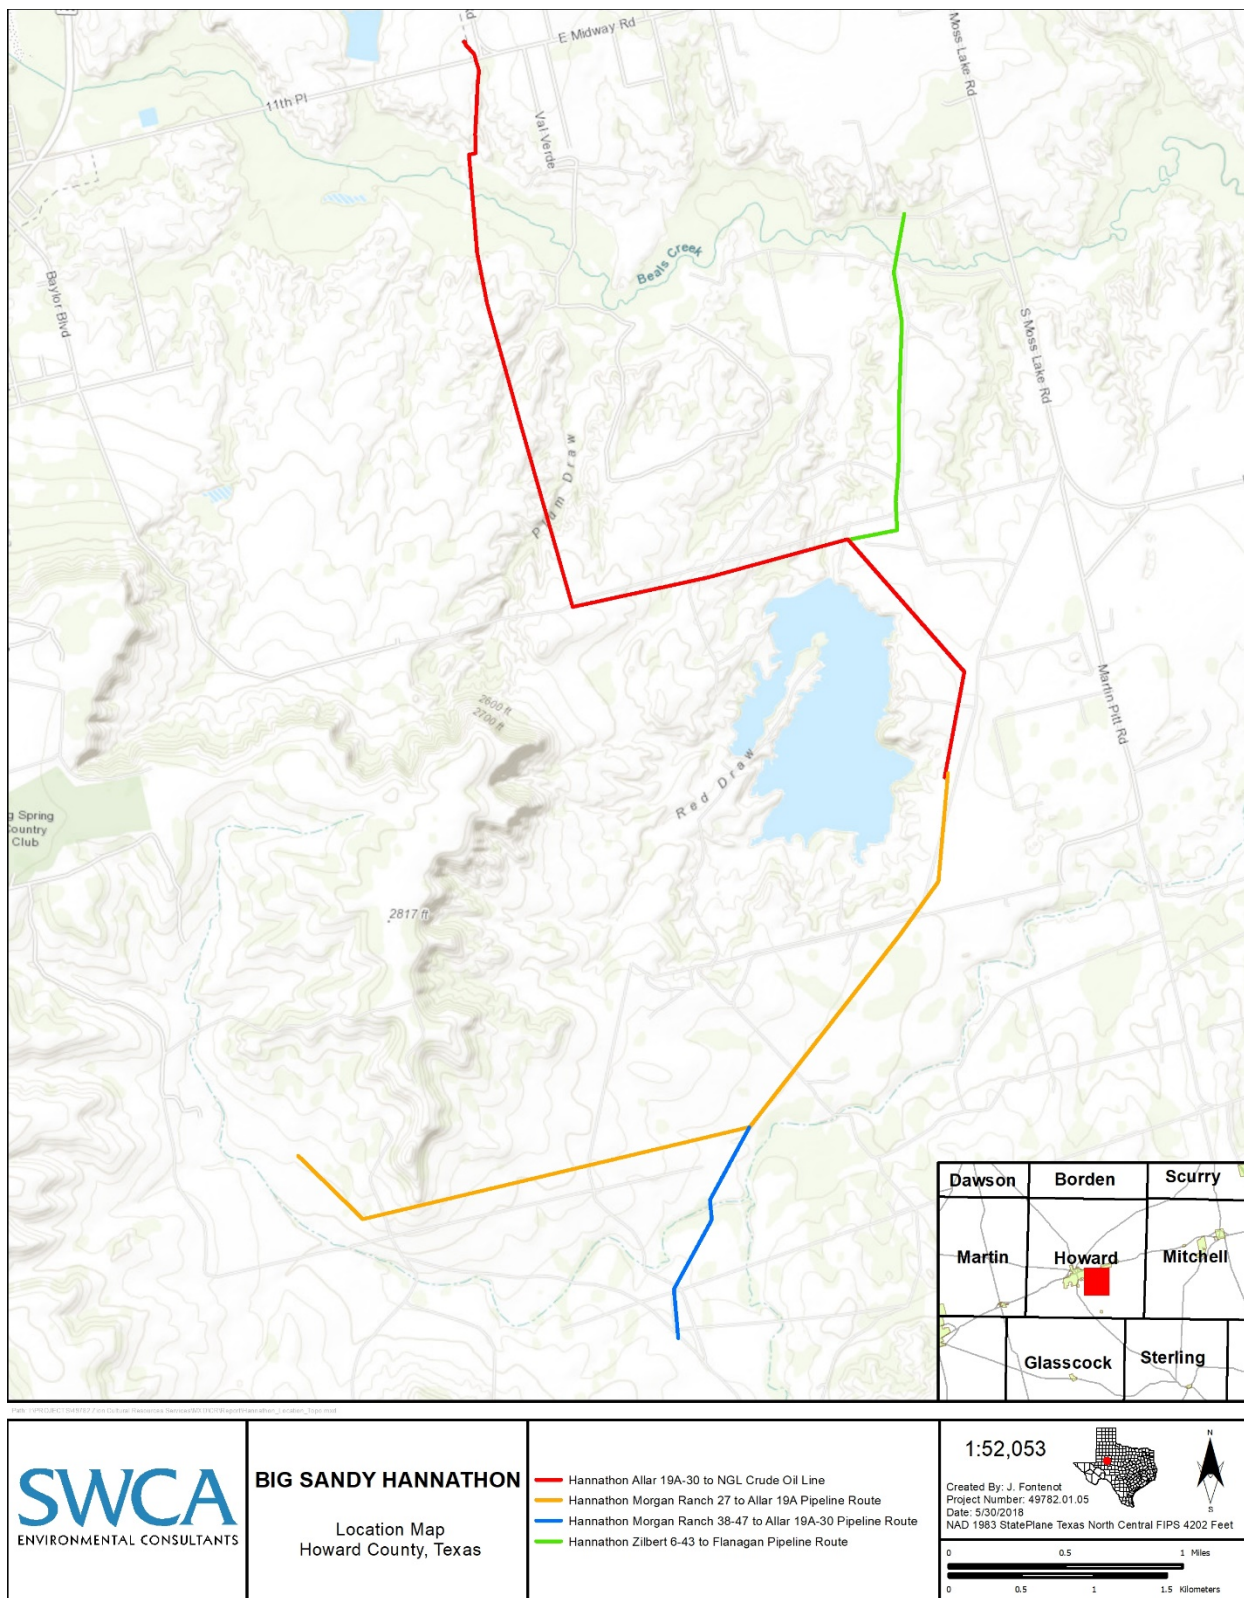 Rd
E Midway Rd
Moss Lake Rd
11th Pl
Val Verde
Beals Creek
Baylor Blvd
S Moss Lake Rd
Plum Draw
Martin Pitt Rd
2600 ft
2700 ft
Red Draw
g Spring
Country
Club
2817 ft
Dawson
Borden
Scurry
Martin
Howard
Mitchell
Glasscock
Sterling
SWCA
ENVIRONMENTAL CONSULTANTS
BIG SANDY HANNATHON
Location Map
Howard County, Texas
Hannathon Allar 19A-30 to NGL Crude Oil Line
Hannathon Morgan Ranch 27 to Allar 19A Pipeline Route
Hannathon Morgan Ranch 38-47 to Allar 19A-30 Pipeline Route
Hannathon Zilbert 6-43 to Flanagan Pipeline Route
1:52,053
N
S
Created By: J. Fontenot
Project Number: 49782.01.05
Date: 5/30/2018
NAD 1983 StatePlane Texas North Central FIPS 4202 Feet
0 0.5 1 Miles
0 0.5 1 1.5 Kilometers